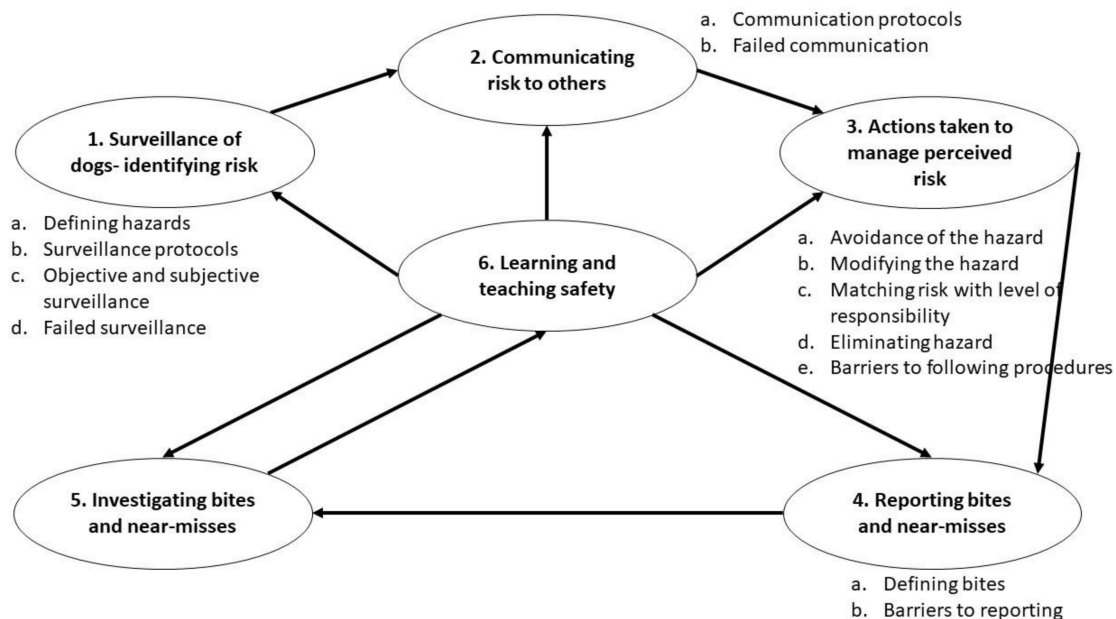 a. Communication protocols
b. Failed communication
2. Communicating
risk to others
1. Surveillance of
dogs- identifying risk
3. Actions taken to
manage perceived
risk
a. Defining hazards
b. Surveillance protocols
c. Objective and subjective
surveillance
d. Failed surveillance
6. Learning and
teaching safety
a. Avoidance of the hazard
b. Modifying the hazard
c. Matching risk with level of
responsibility
d. Eliminating hazard
e. Barriers to following procedures
5. Investigating bites
and near-misses
4. Reporting bites
and near-misses
a. Defining bites
b. Barriers to reporting